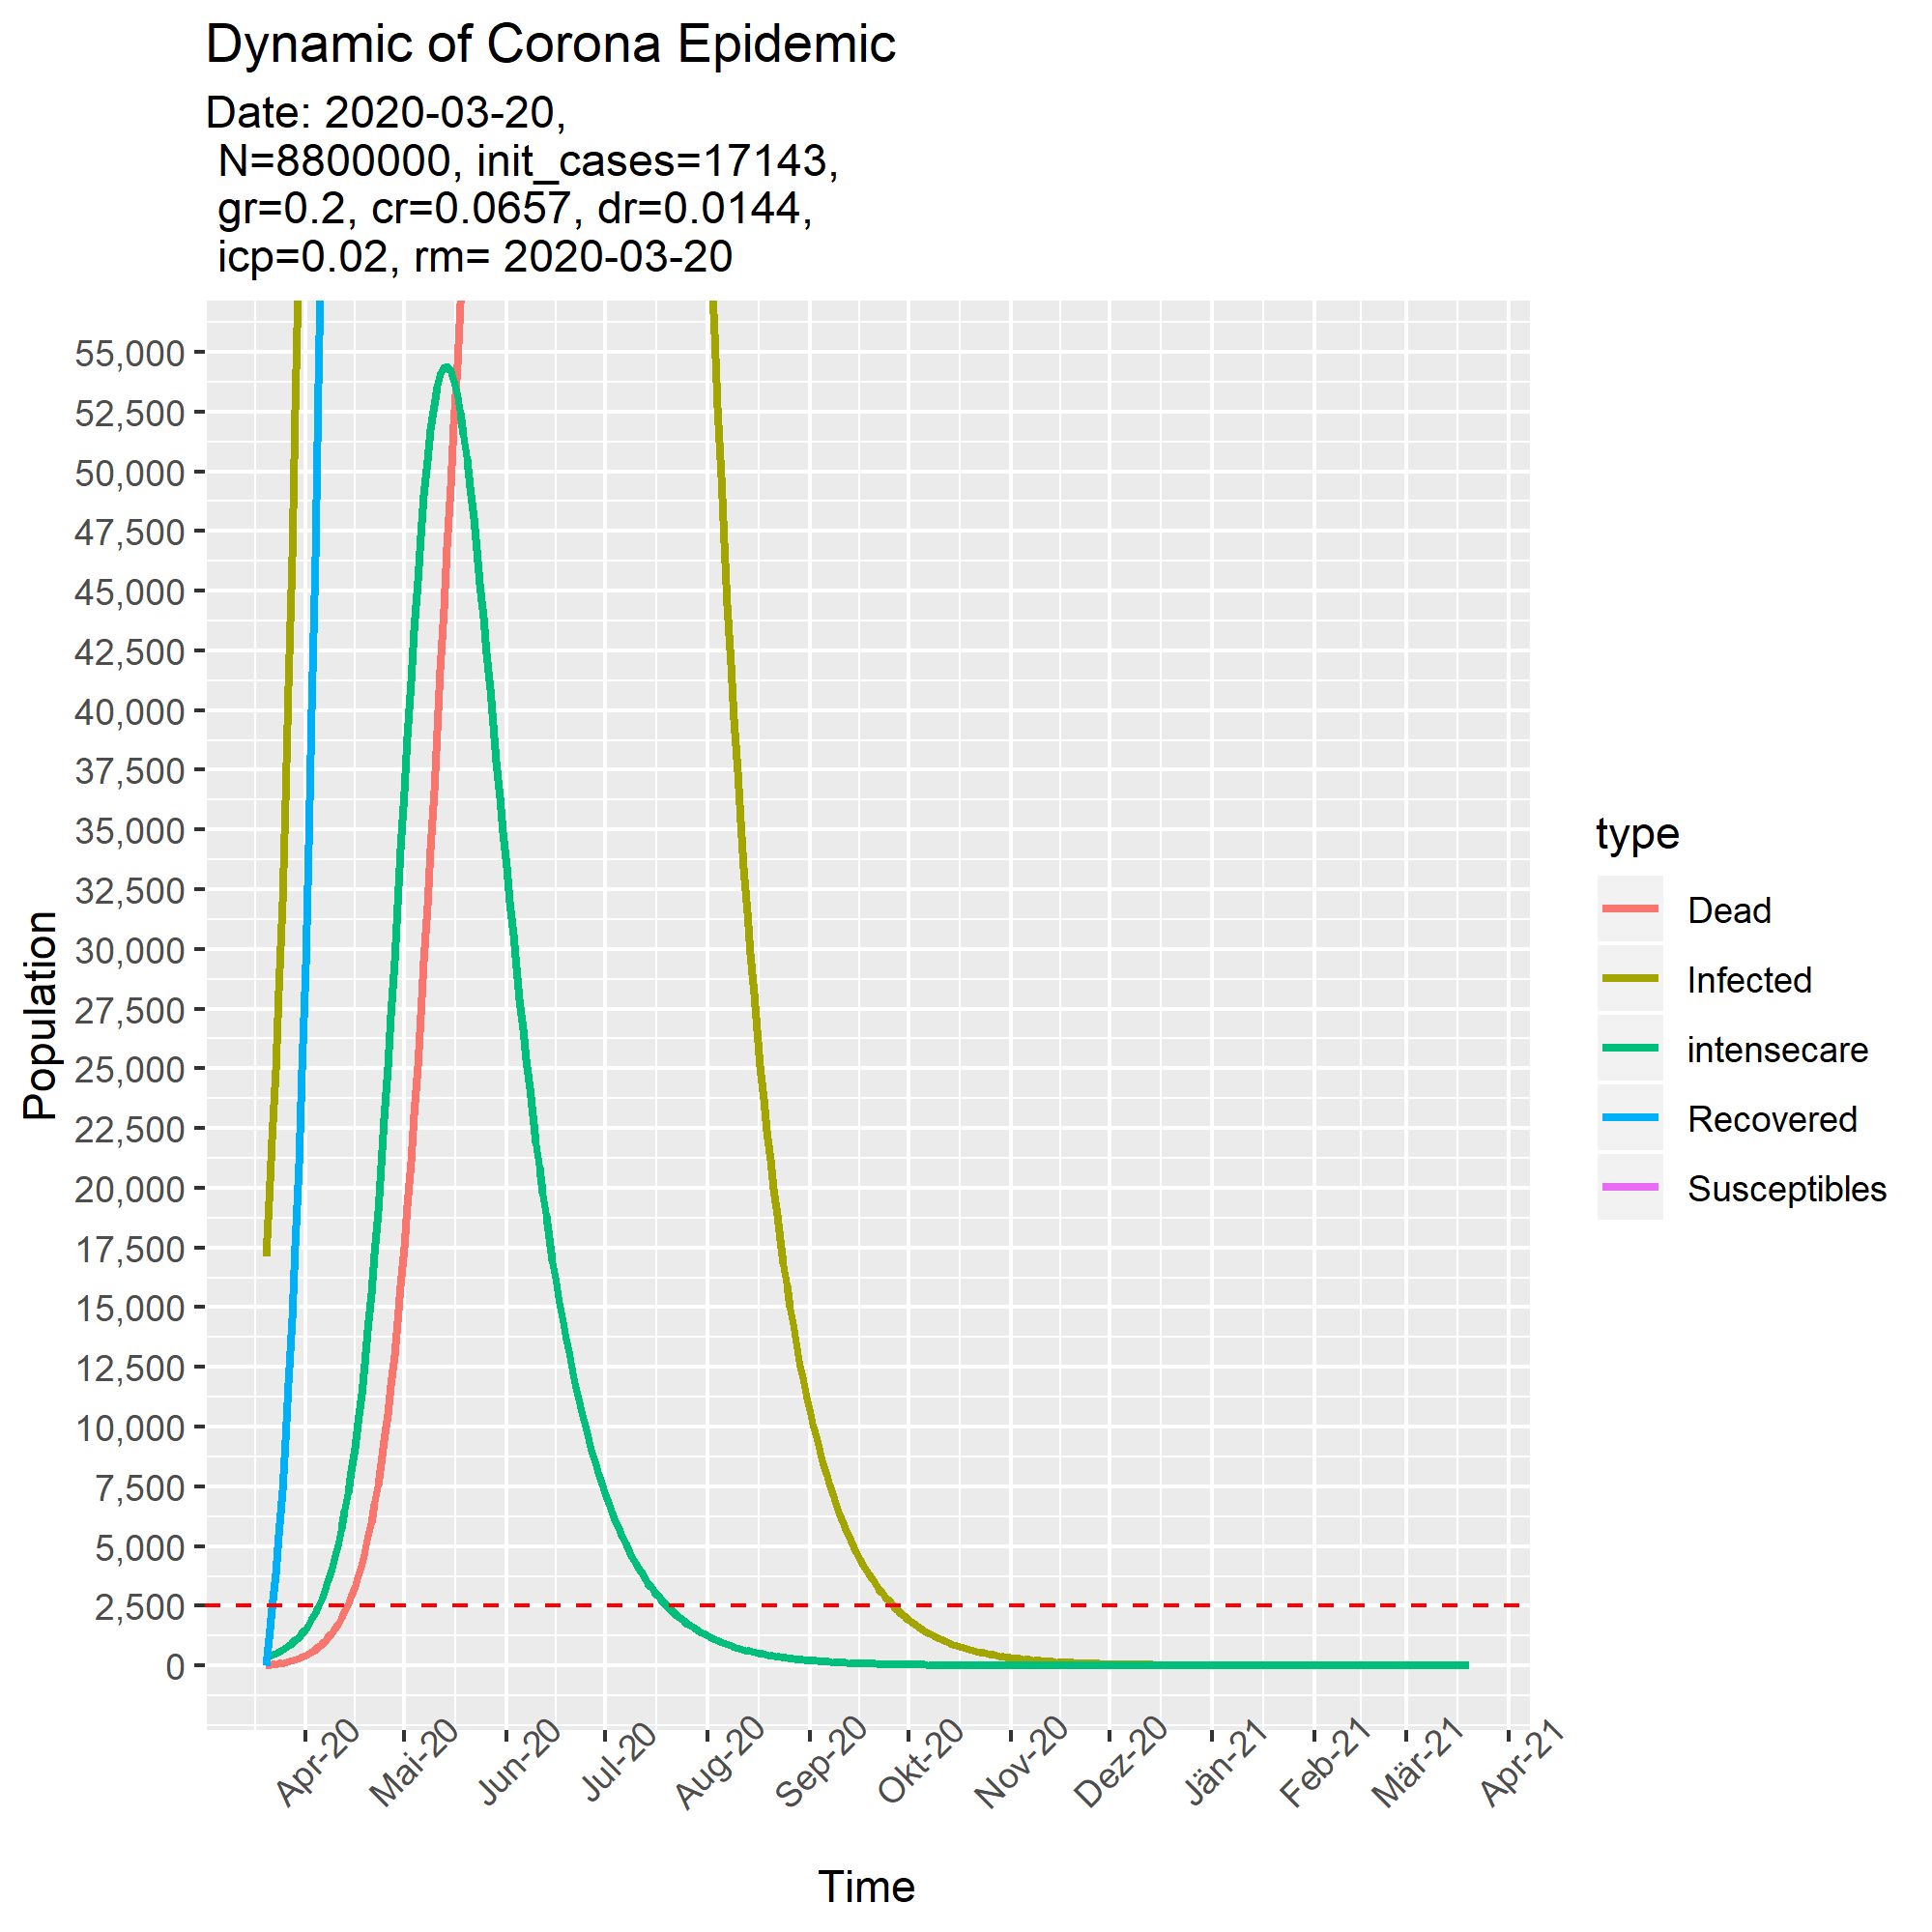 Dynamic of Corona Epidemic
Date: 2020-03-20,
N=8800000, init_cases=17143,
gr=0.2, cr=0.0657, dr=0.0144,
icp=0.02, rm= 2020-03-20
55,000
52,500
50,000
47,500
45,000
42,500
40,000
37,500
35,000
32,500
30,000
27,500
25,000
22,500
20,000
17,500
15,000
12,500
10,000
7,500
5,000
2,500
0
Population
Apr-20
Mai-20
Jun-20
Jul-20
Aug-20
Sep-20
Okt-20
Nov-20
Dez-20
Jän-21
Feb-21
Mär-21
Apr-21
Time
type
Dead
Infected
intensecare
Recovered
Susceptibles